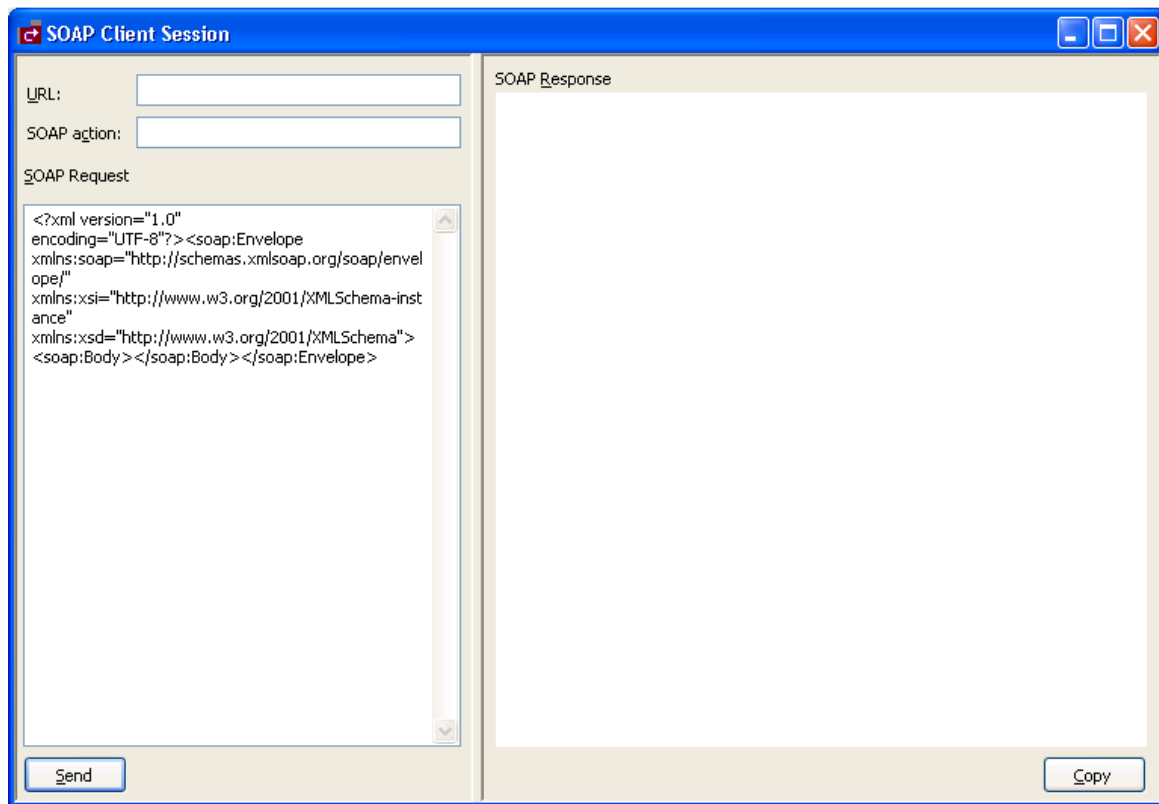 SOAP Client Session
URL:
SOAP action:
SOAP Request
<?xml version="1.0"
encoding="UTF-8"?><soap:Envelope
xmlns:soap="http://schemas.xmlsoap.org/soap/envel
ope/"
xmlns:xsi="http://www.w3.org/2001/XMLSchema-inst
ance"
xmlns:xsd="http://www.w3.org/2001/XMLSchema">
<soap:Body></soap:Body></soap:Envelope>
Send
SOAP Response
Copy